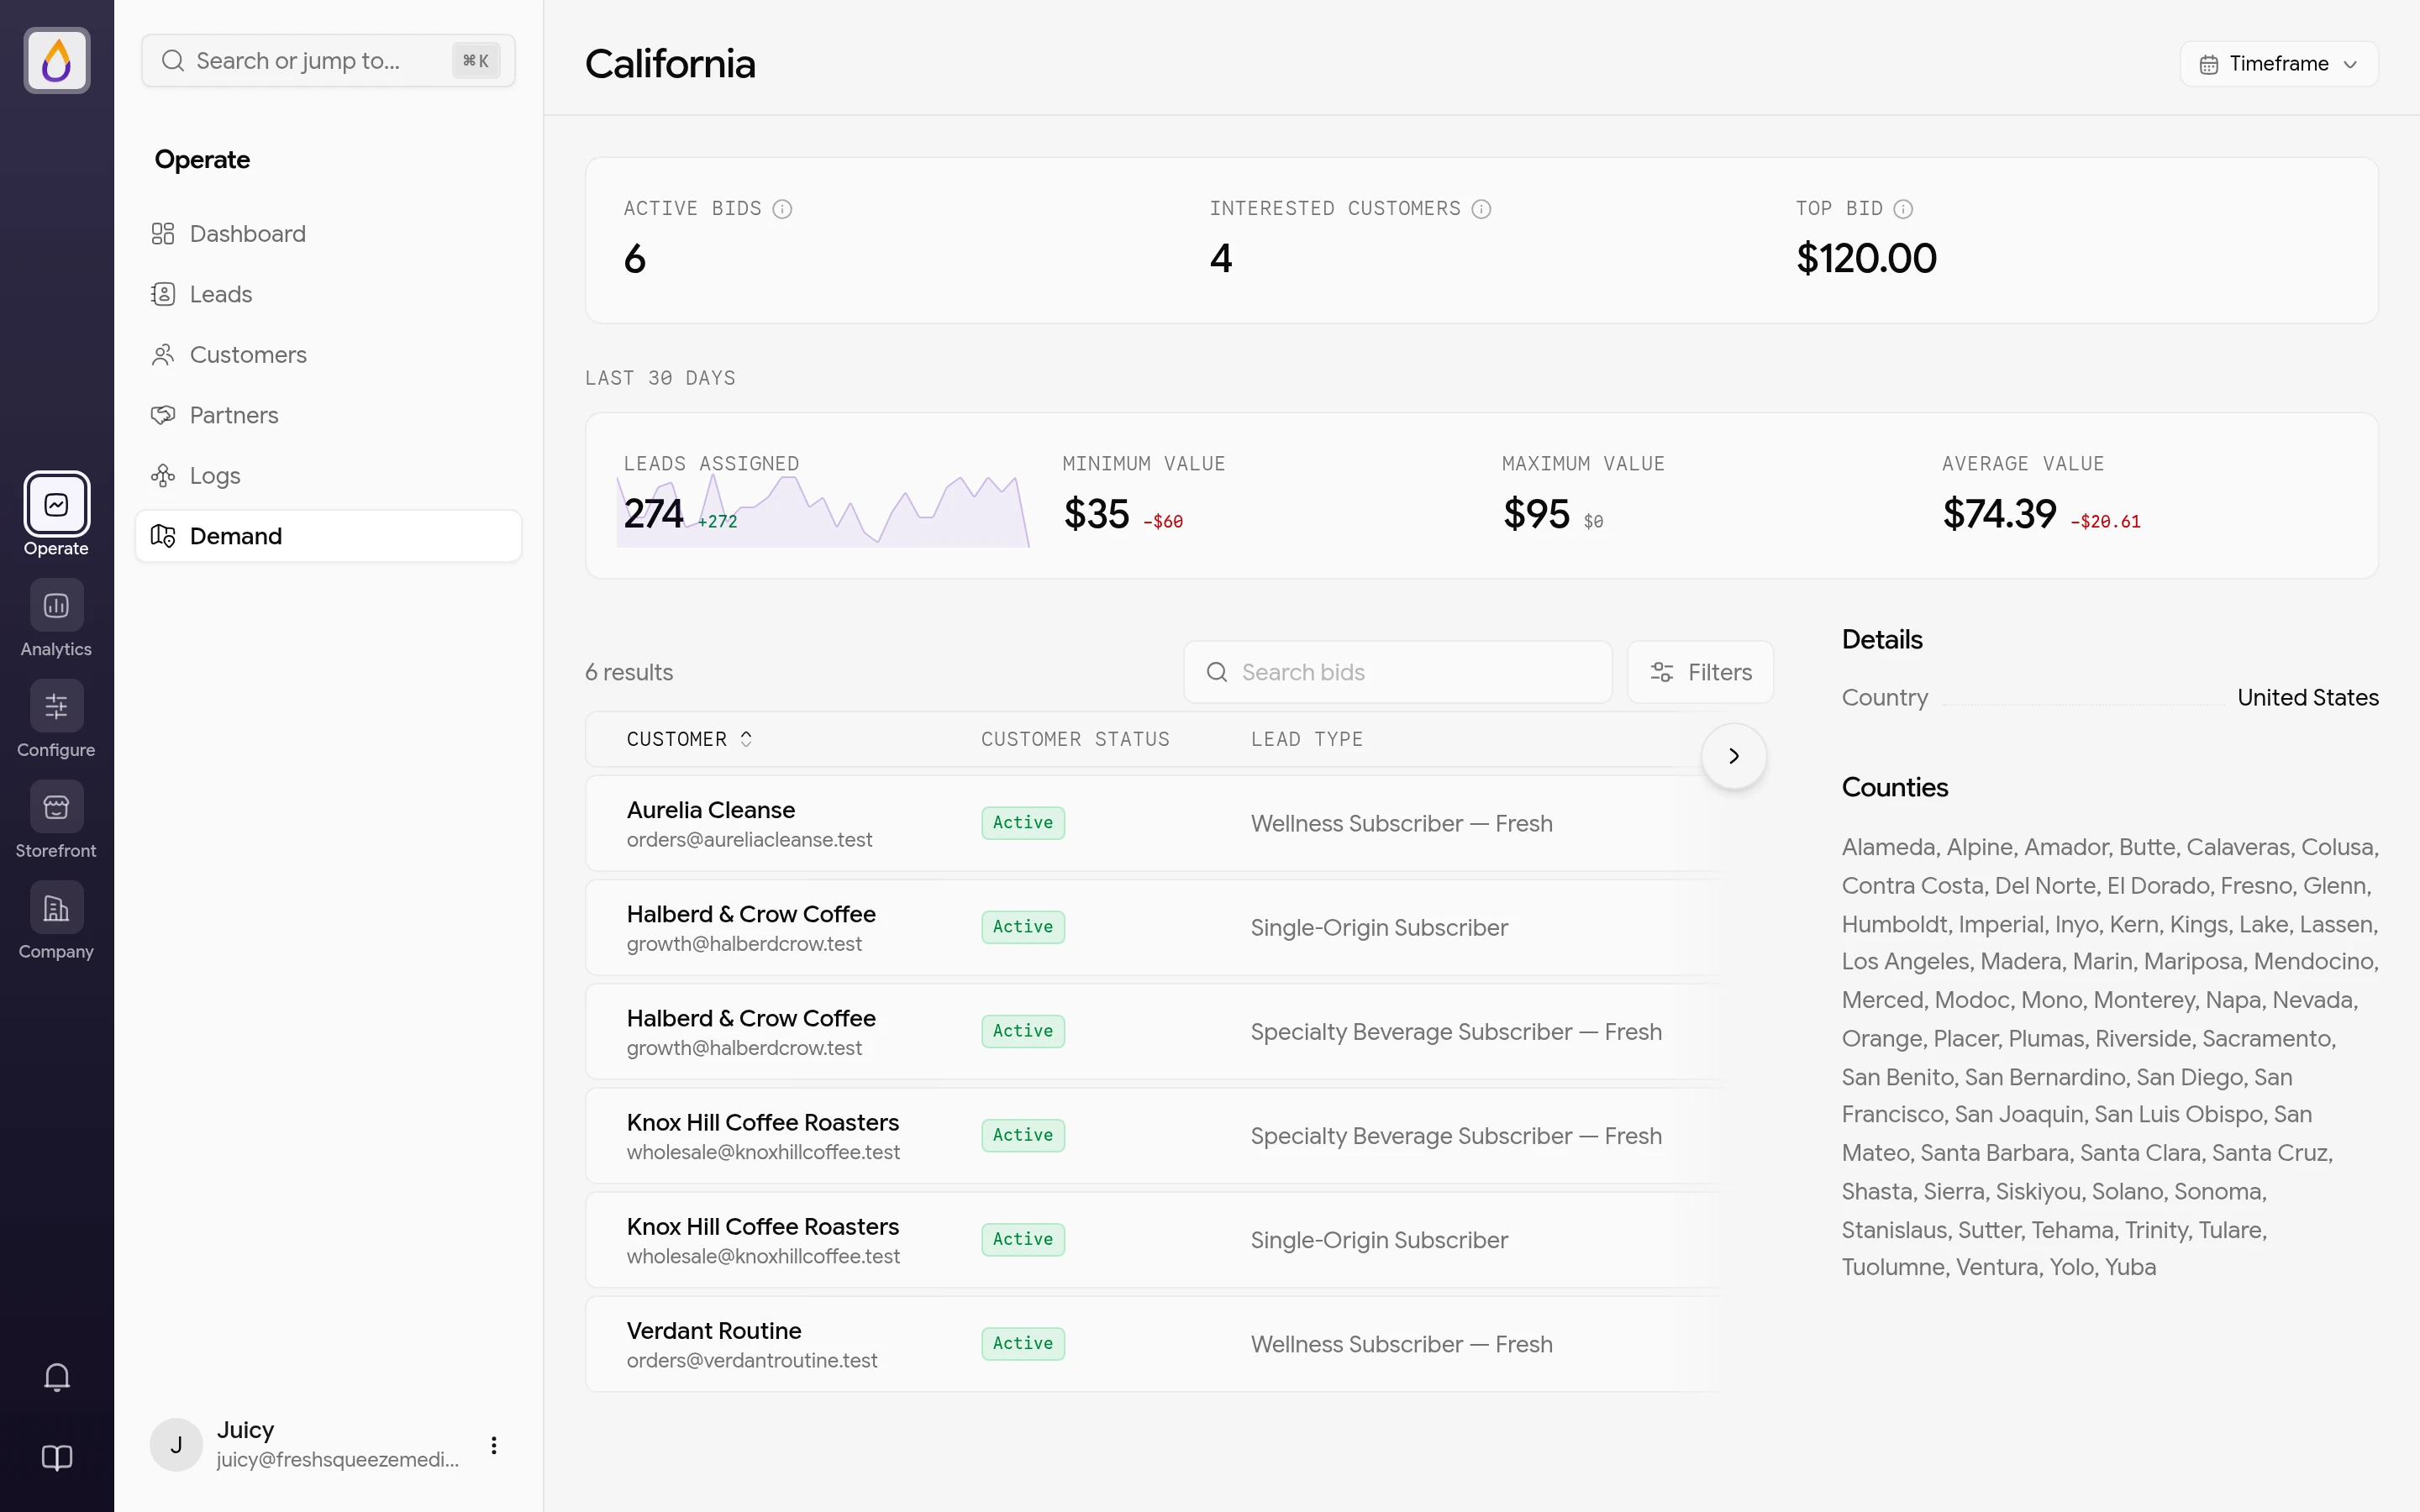 Operate
Analytics
Configure
Storefront
Company
Search or jump to...
⌘K
Operate
Dashboard
Leads
Customers
Partners
Logs
Demand
J
Juicy
juicy@freshsqueezemedi...
California
Timeframe
ACTIVE BIDS
6
INTERESTED CUSTOMERS
4
TOP BID
$120.00
LAST 30 DAYS
LEADS ASSIGNED
274 +272
MINIMUM VALUE
$35 -$60
MAXIMUM VALUE
$95 $0
AVERAGE VALUE
$74.39 -$20.61
6 results
Search bids
Filters
CUSTOMER CUSTOMER STATUS LEAD TYPE
Aurelia Cleanse
orders@aureliacleanse.test
Active
Wellness Subscriber — Fresh
Halberd & Crow Coffee
growth@halberdcrow.test
Active
Single-Origin Subscriber
Halberd & Crow Coffee
growth@halberdcrow.test
Active
Specialty Beverage Subscriber — Fresh
Knox Hill Coffee Roasters
wholesale@knoxhillcoffee.test
Active
Specialty Beverage Subscriber — Fresh
Knox Hill Coffee Roasters
wholesale@knoxhillcoffee.test
Active
Single-Origin Subscriber
Verdant Routine
orders@verdantroutine.test
Active
Wellness Subscriber — Fresh
Details
Country United States
Counties
Alameda, Alpine, Amador, Butte, Calaveras, Colusa,
Contra Costa, Del Norte, El Dorado, Fresno, Glenn,
Humboldt, Imperial, Inyo, Kern, Kings, Lake, Lassen,
Los Angeles, Madera, Marin, Mariposa, Mendocino,
Merced, Modoc, Mono, Monterey, Napa, Nevada,
Orange, Placer, Plumas, Riverside, Sacramento,
San Benito, San Bernardino, San Diego, San
Francisco, San Joaquin, San Luis Obispo, San
Mateo, Santa Barbara, Santa Clara, Santa Cruz,
Shasta, Sierra, Siskiyou, Solano, Sonoma,
Stanislaus, Sutter, Tehama, Trinity, Tulare,
Tuolumne, Ventura, Yolo, Yuba